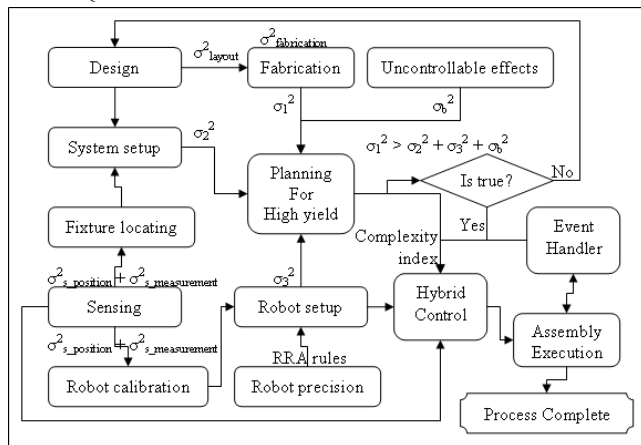 σ²layout
σ²fabrication
Design
Fabrication
Uncontrollable effects
σ₁²
σb²
σ₂²
σ₁² > σ₂² + σ₃² + σb²
System setup
Planning
For
High yield
Is true?
No
Yes
Fixture locating
Complexity
index
Event
Handler
σ²s_position + σ²s_measurement
σ₃²
Sensing
Robot setup
Hybrid
Control
σ²s_position + σ²s_measurement
Assembly
Execution
RRA rules
Robot calibration
Robot precision
Process Complete